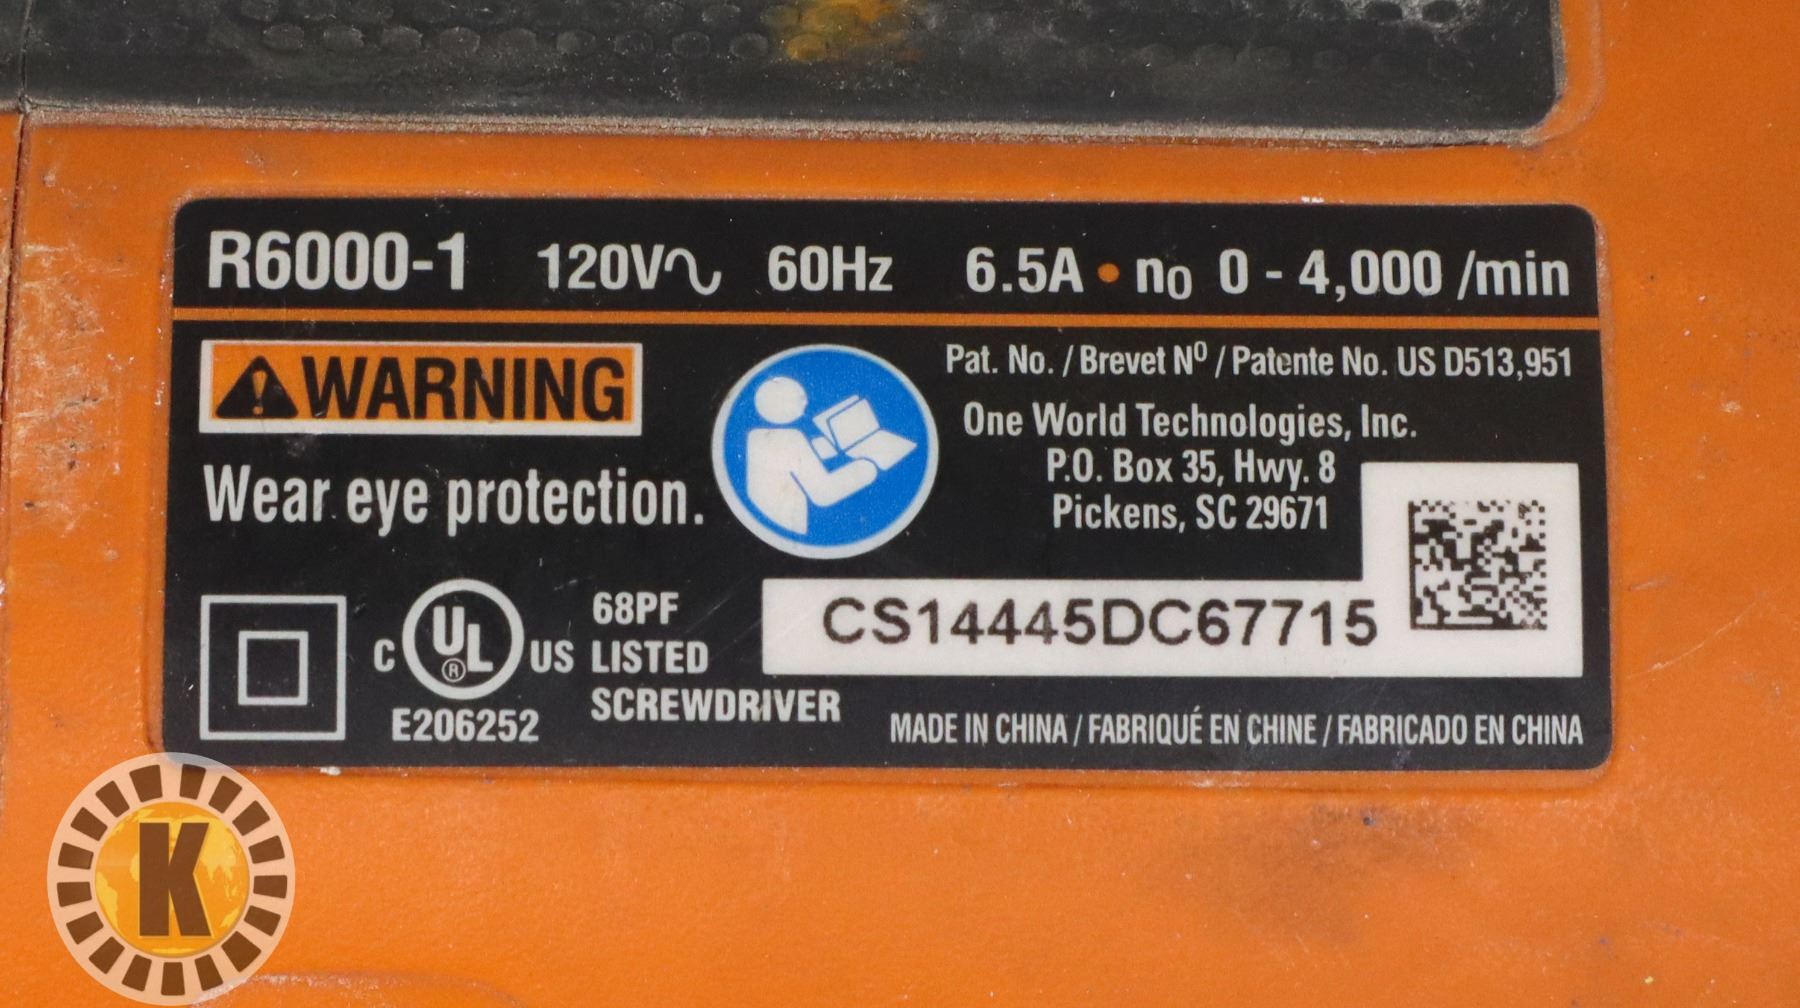 R6000-1 120V∿ 60Hz 6.5A • n₀ 0 - 4,000 /min
WARNING
Wear eye protection.
Pat. No. / Brevet Nº / Patente No. US D513,951
One World Technologies, Inc.
P.O. Box 35, Hwy. 8
Pickens, SC 29671
CS14445DC67715
C UL ® US
E206252
68PF
LISTED
SCREWDRIVER
MADE IN CHINA / FABRIQUÉ EN CHINE / FABRICADO EN CHINA
K